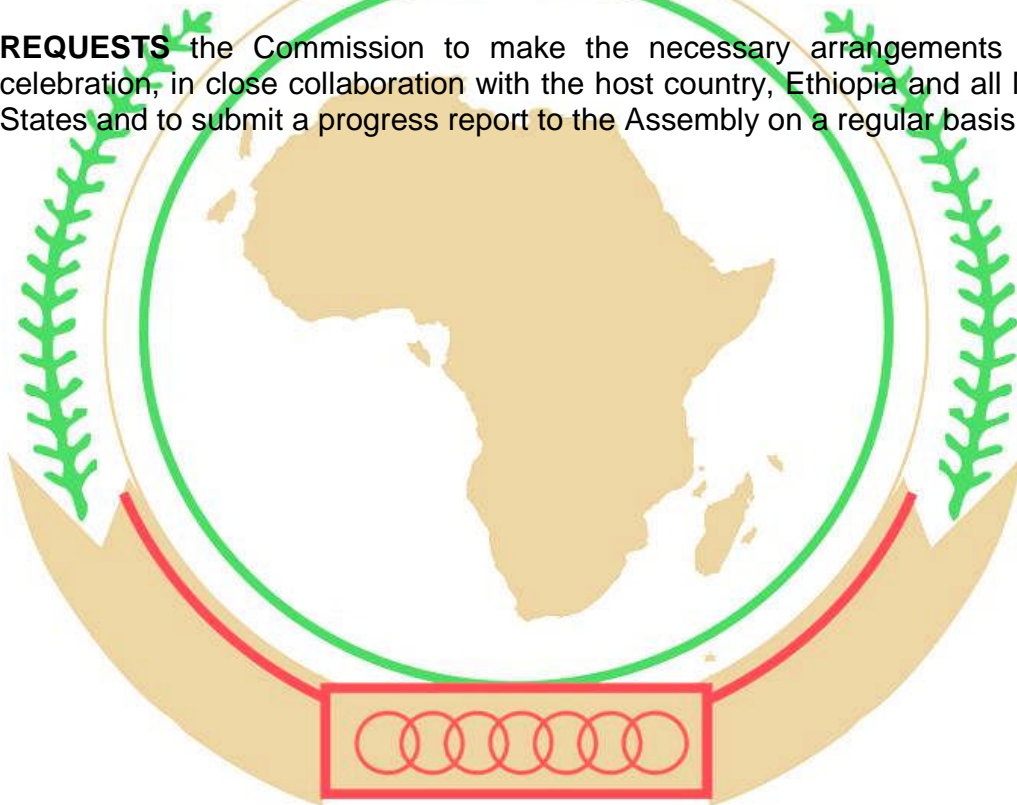 REQUESTS the Commission to make the necessary arrangements
celebration, in close collaboration with the host country, Ethiopia and all
States and to submit a progress report to the Assembly on a regular basis